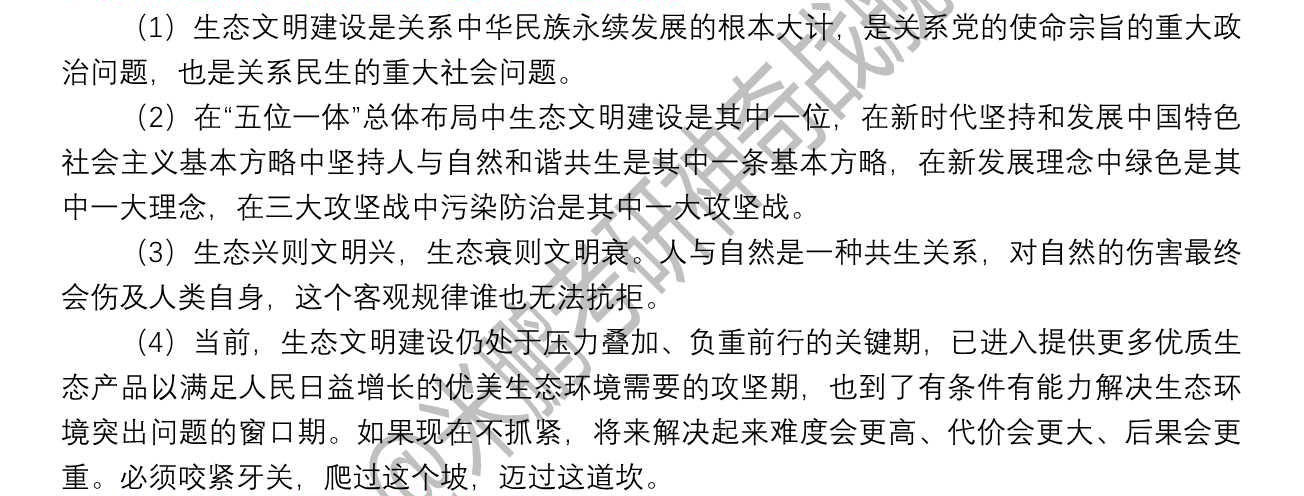 （1）生态文明建设是关系中华民族永续发展的根本大计，是关系党的使命宗旨的重大政
治问题，也是关系民生的重大社会问题。
（2）在“五位一体”总体布局中生态文明建设是其中一位，在新时代坚持和发展中国特色
社会主义基本方略中坚持人与自然和谐共生是其中一条基本方略，在新发展理念中绿色是其
中一大理念，在三大攻坚战中污染防治是其中一大攻坚战。
（3）生态兴则文明兴，生态衰则文明衰。人与自然是一种共生关系，对自然的伤害最终
会伤及人类自身，这个客观规律谁也无法抗拒。
（4）当前，生态文明建设仍处于压力叠加、负重前行的关键期，已进入提供更多优质生
态产品以满足人民日益增长的优美生态环境需要的攻坚期，也到了有条件有能力解决生态环
境突出问题的窗口期。如果现在不抓紧，将来解决起来难度会更高、代价会更大、后果会更
重。必须咬紧牙关，爬过这个坡，迈过这道坎。
@米鹏考研神奇战舰